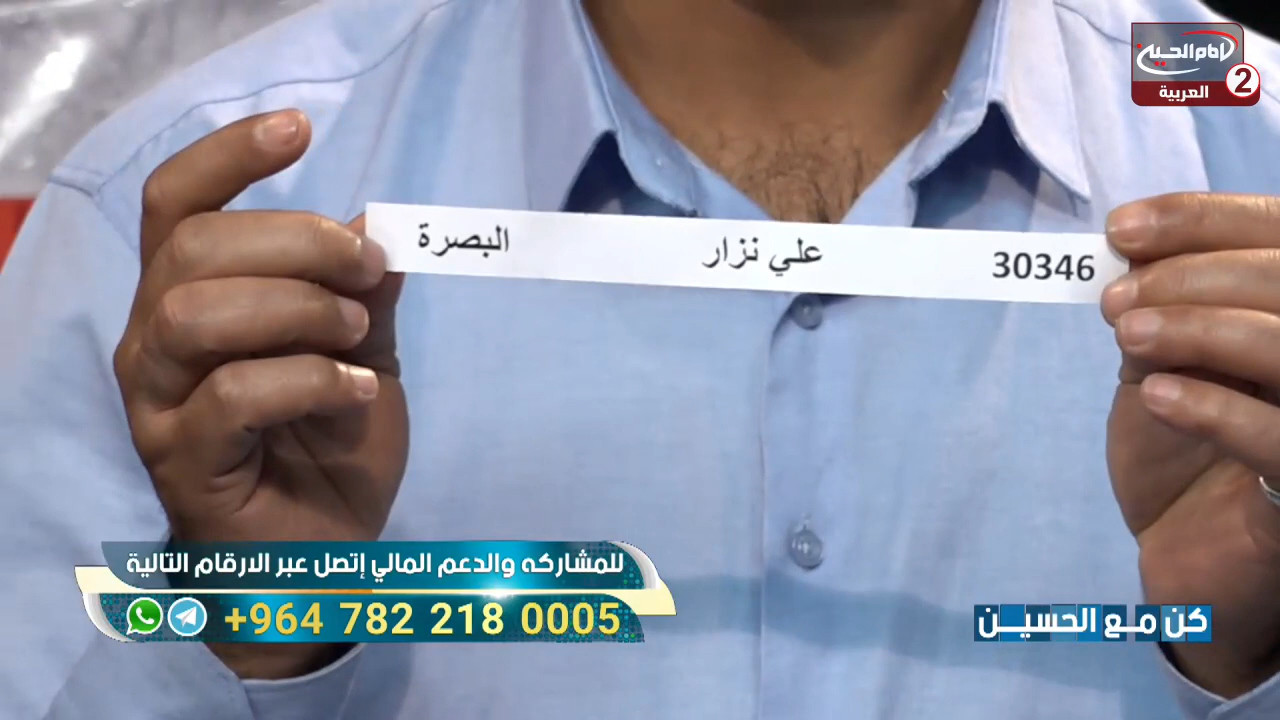 إمام الحسين
2
العربية
30346 علي نزار البصرة
للمشاركه والدعم المالي إتصل عبر الارقام التالية
+964 782 218 0005
كن مع الحسين